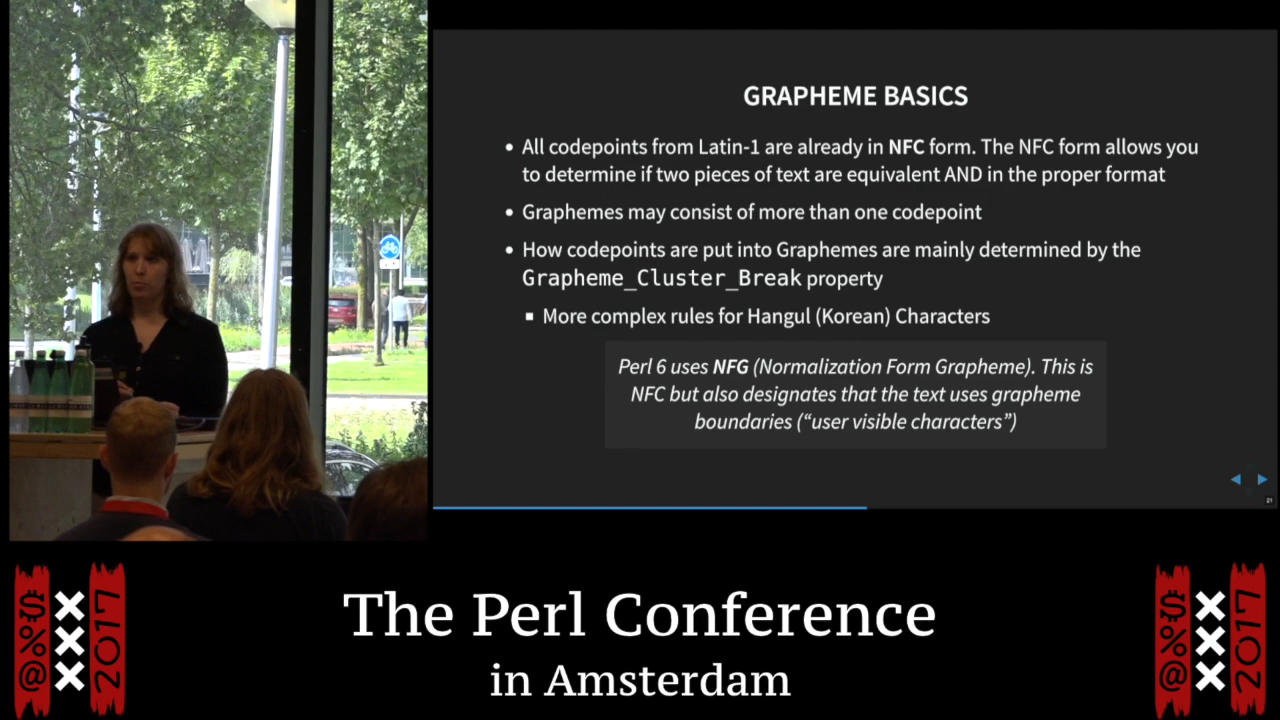 GRAPHEME BASICS
• All codepoints from Latin-1 are already in NFC form. The NFC form allows you
to determine if two pieces of text are equivalent AND in the proper format
• Graphemes may consist of more than one codepoint
• How codepoints are put into Graphemes are mainly determined by the
Grapheme_Cluster_Break property
▪ More complex rules for Hangul (Korean) Characters
Perl 6 uses NFG (Normalization Form Grapheme). This is
NFC but also designates that the text uses grapheme
boundaries (“user visible characters”)
21
$%@
XXX
2017
The Perl Conference
in Amsterdam
$%@
XXX
2017